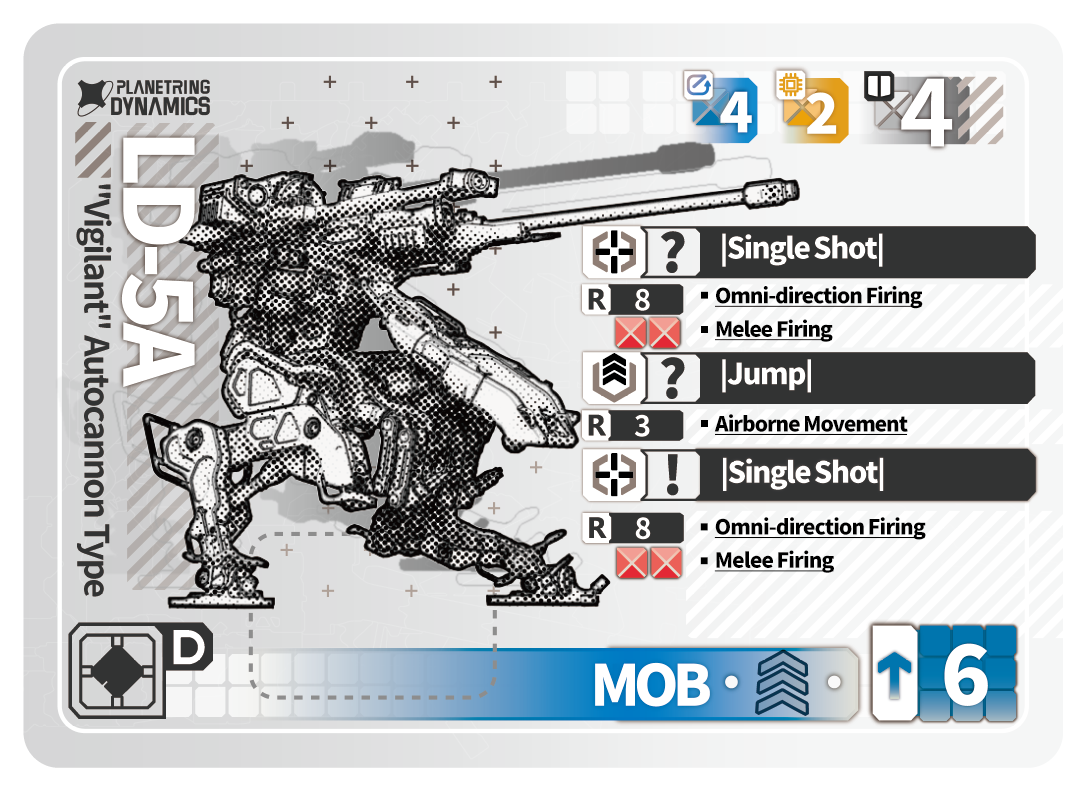 PLANETRING
DYNAMICS
LD-5A
"Vigilant" Autocannon Type
4
2
4
? |Single Shot|
R 8
▪ Omni-direction Firing
▪ Melee Firing
? |Jump|
R 3
▪ Airborne Movement
! |Single Shot|
R 8
▪ Omni-direction Firing
▪ Melee Firing
D
MOB
6